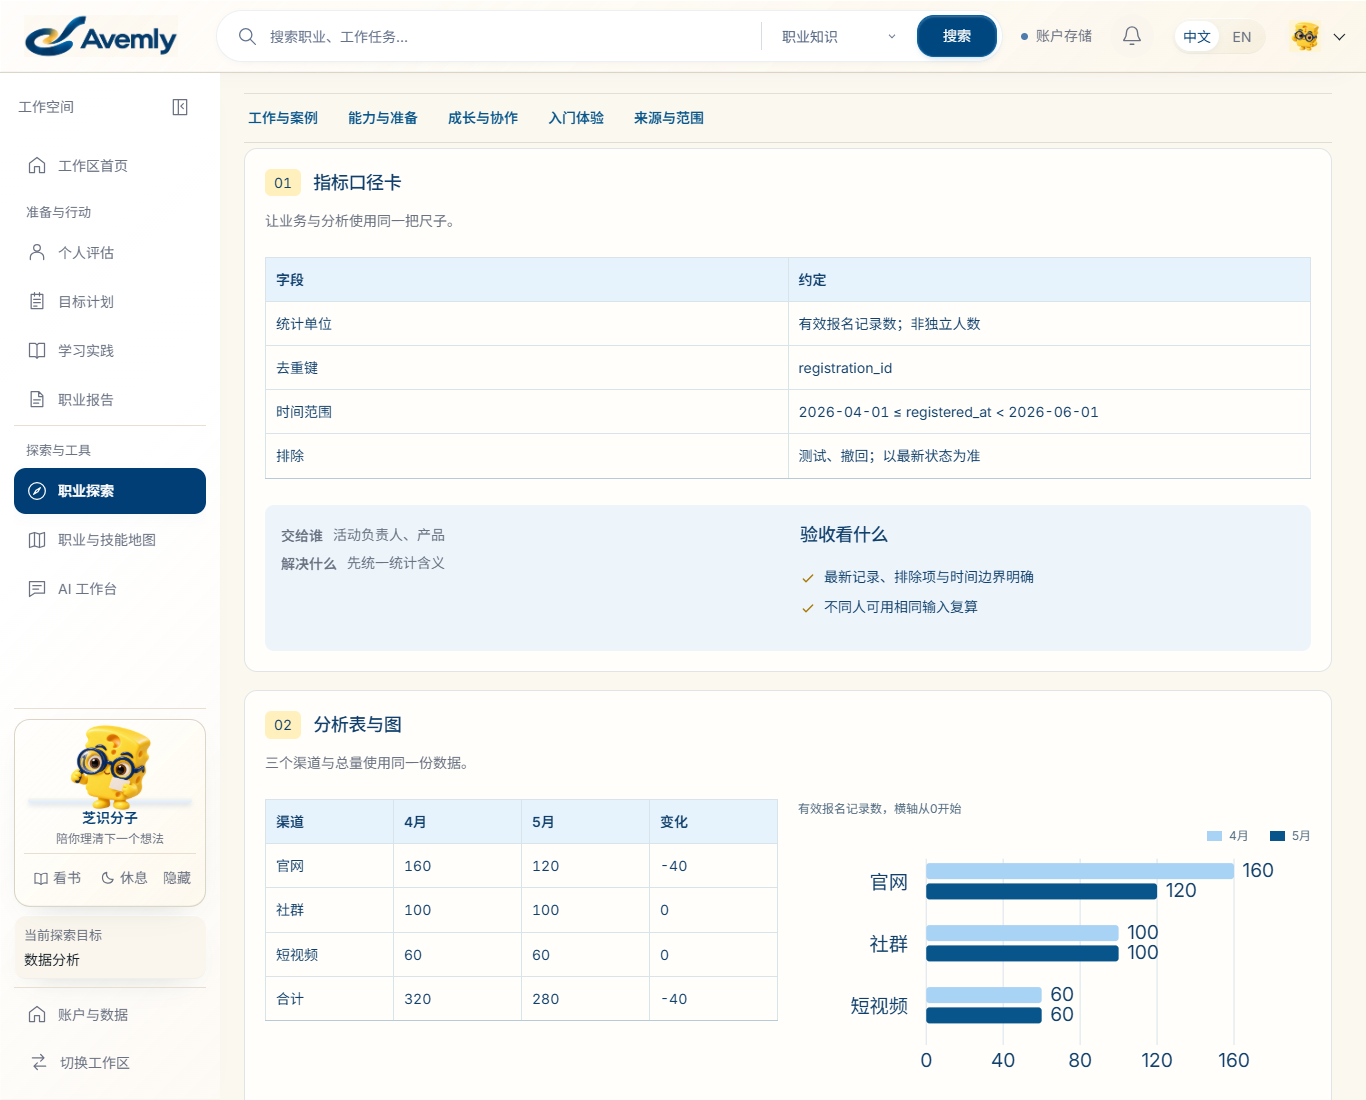 Avemly
搜索职业、工作任务...
职业知识
搜索
账户存储
中文 EN
工作空间
工作区首页
准备与行动
个人评估
目标计划
学习实践
职业报告
探索与工具
职业探索
职业与技能地图
AI 工作台
芝识分子
陪你理清下一个想法
看书 休息 隐藏
当前探索目标
数据分析
账户与数据
切换工作区
工作与案例 能力与准备 成长与协作 入门体验 来源与范围
01 指标口径卡
让业务与分析使用同一把尺子。
字段 约定
统计单位 有效报名记录数；非独立人数
去重键 registration_id
时间范围 2026-04-01 ≤ registered_at < 2026-06-01
排除 测试、撤回；以最新状态为准
交给谁 活动负责人、产品
解决什么 先统一统计含义
验收看什么
最新记录、排除项与时间边界明确
不同人可用相同输入复算
02 分析表与图
三个渠道与总量使用同一份数据。
渠道 4月 5月 变化
官网 160 120 -40
社群 100 100 0
短视频 60 60 0
合计 320 280 -40
有效报名记录数，横轴从0开始
4月 5月
官网 160
120
社群 100
100
短视频 60
60
0 40 80 120 160